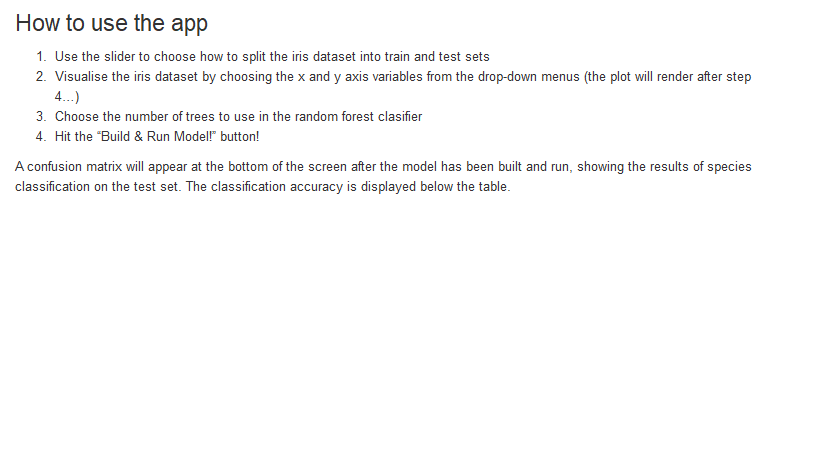 How to use the app
1. Use the slider to choose how to split the iris dataset into train and test sets
2. Visualise the iris dataset by choosing the x and y axis variables from the drop-down menus (the plot will render after step
4...)
3. Choose the number of trees to use in the random forest clasifier
4. Hit the “Build & Run Model!” button!
A confusion matrix will appear at the bottom of the screen after the model has been built and run, showing the results of species
classification on the test set. The classification accuracy is displayed below the table.